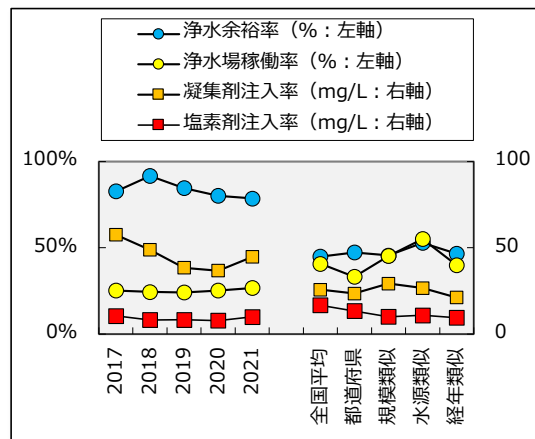 浄水余裕率（%：左軸）
浄水場稼働率（%：左軸）
凝集剤注入率（mg/L：右軸）
塩素剤注入率（mg/L：右軸）
100%
50%
0%
100
50
0
2017
2018
2019
2020
2021
全国平均
都道府県
規模類似
水源類似
経年類似